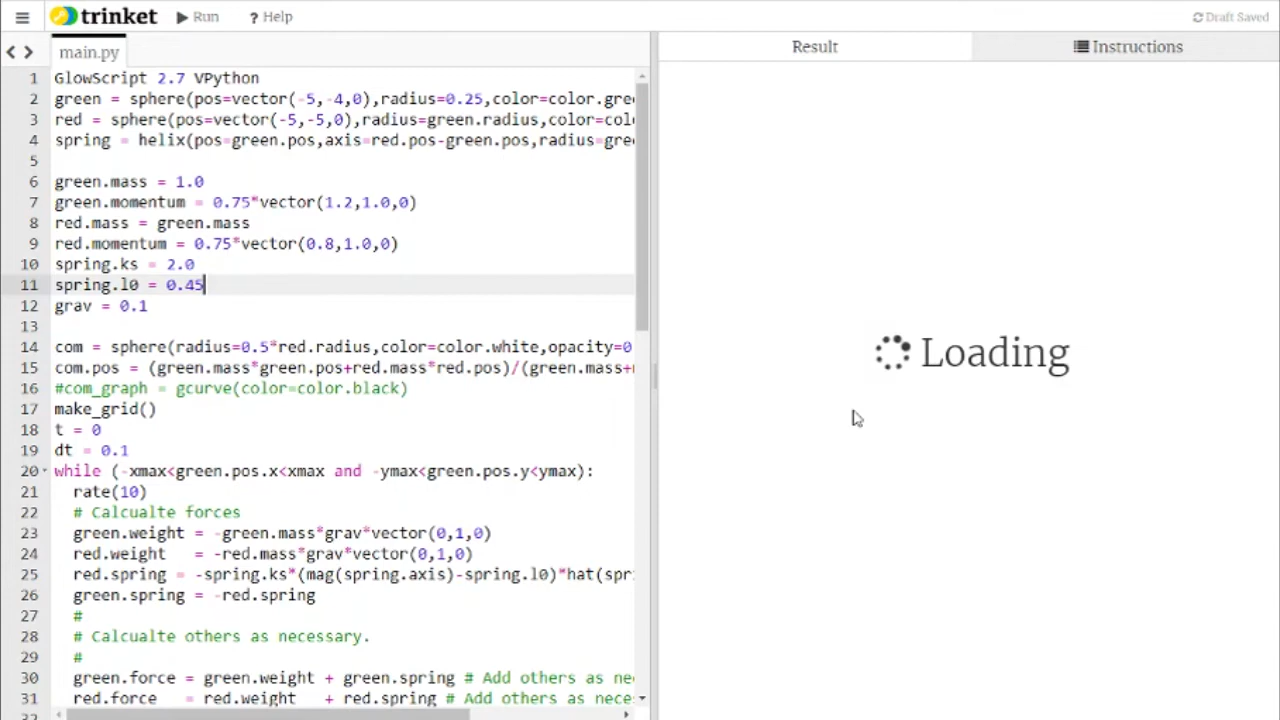 trinket
Run
Help
Draft Saved
main.py
Result
Instructions
1 GlowScript 2.7 VPython
2 green = sphere(pos=vector(-5,-4,0),radius=0.25,color=color.gre
3 red = sphere(pos=vector(-5,-5,0),radius=green.radius,color=col
4 spring = helix(pos=green.pos,axis=red.pos-green.pos,radius=gre
5
6 green.mass = 1.0
7 green.momentum = 0.75*vector(1.2,1.0,0)
8 red.mass = green.mass
9 red.momentum = 0.75*vector(0.8,1.0,0)
10 spring.ks = 2.0
11 spring.l0 = 0.45
12 grav = 0.1
13
14 com = sphere(radius=0.5*red.radius,color=color.white,opacity=0
15 com.pos = (green.mass*green.pos+red.mass*red.pos)/(green.mass+r
16 #com_graph = gcurve(color=color.black)
17 make_grid()
18 t = 0
19 dt = 0.1
20 while (-xmax<green.pos.x<xmax and -ymax<green.pos.y<ymax):
21 rate(10)
22 # Calcualte forces
23 green.weight = -green.mass*grav*vector(0,1,0)
24 red.weight   = -red.mass*grav*vector(0,1,0)
25 red.spring = -spring.ks*(mag(spring.axis)-spring.l0)*hat(spr
26 green.spring = -red.spring
27 #
28 # Calcualte others as necessary.
29 #
30 green.force = green.weight + green.spring # Add others as ne
31 red.force   = red.weight   + red.spring # Add others as nece
32
Loading